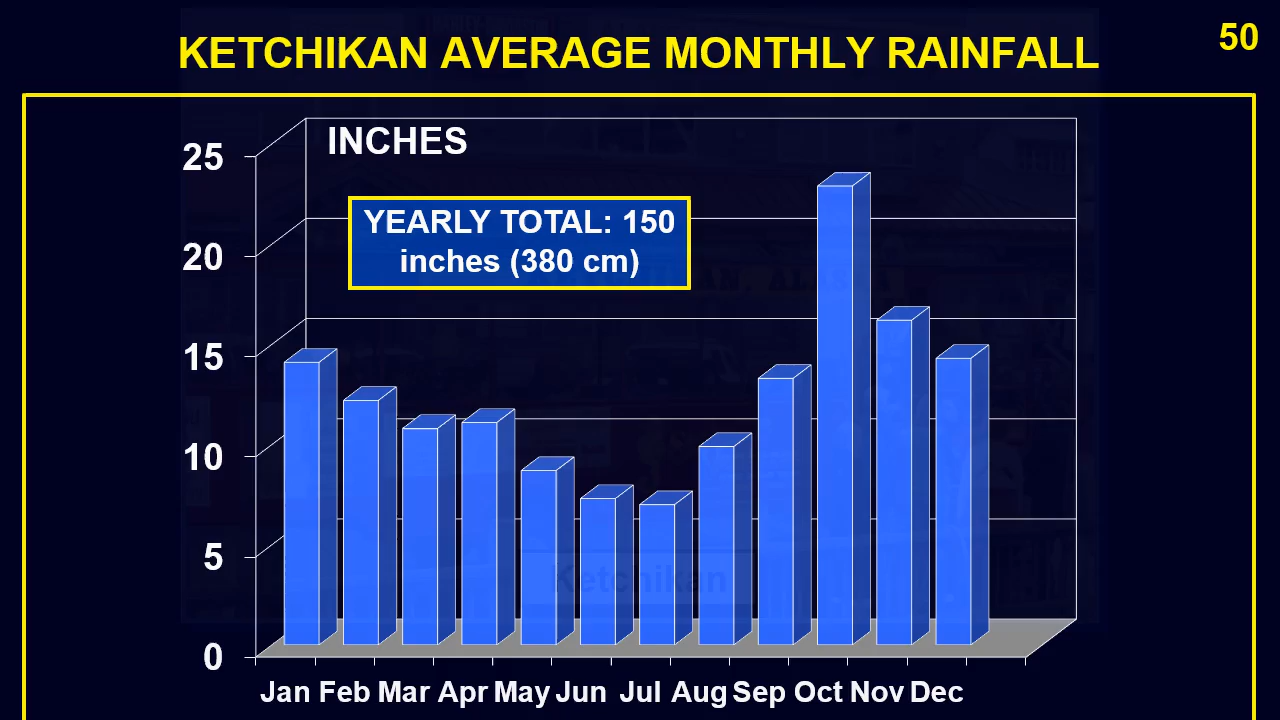 KETCHIKAN AVERAGE MONTHLY RAINFALL
50
INCHES
YEARLY TOTAL: 150
inches (380 cm)
25
20
15
10
5
0
Jan Feb Mar Apr May Jun Jul Aug Sep Oct Nov Dec
Ketchikan